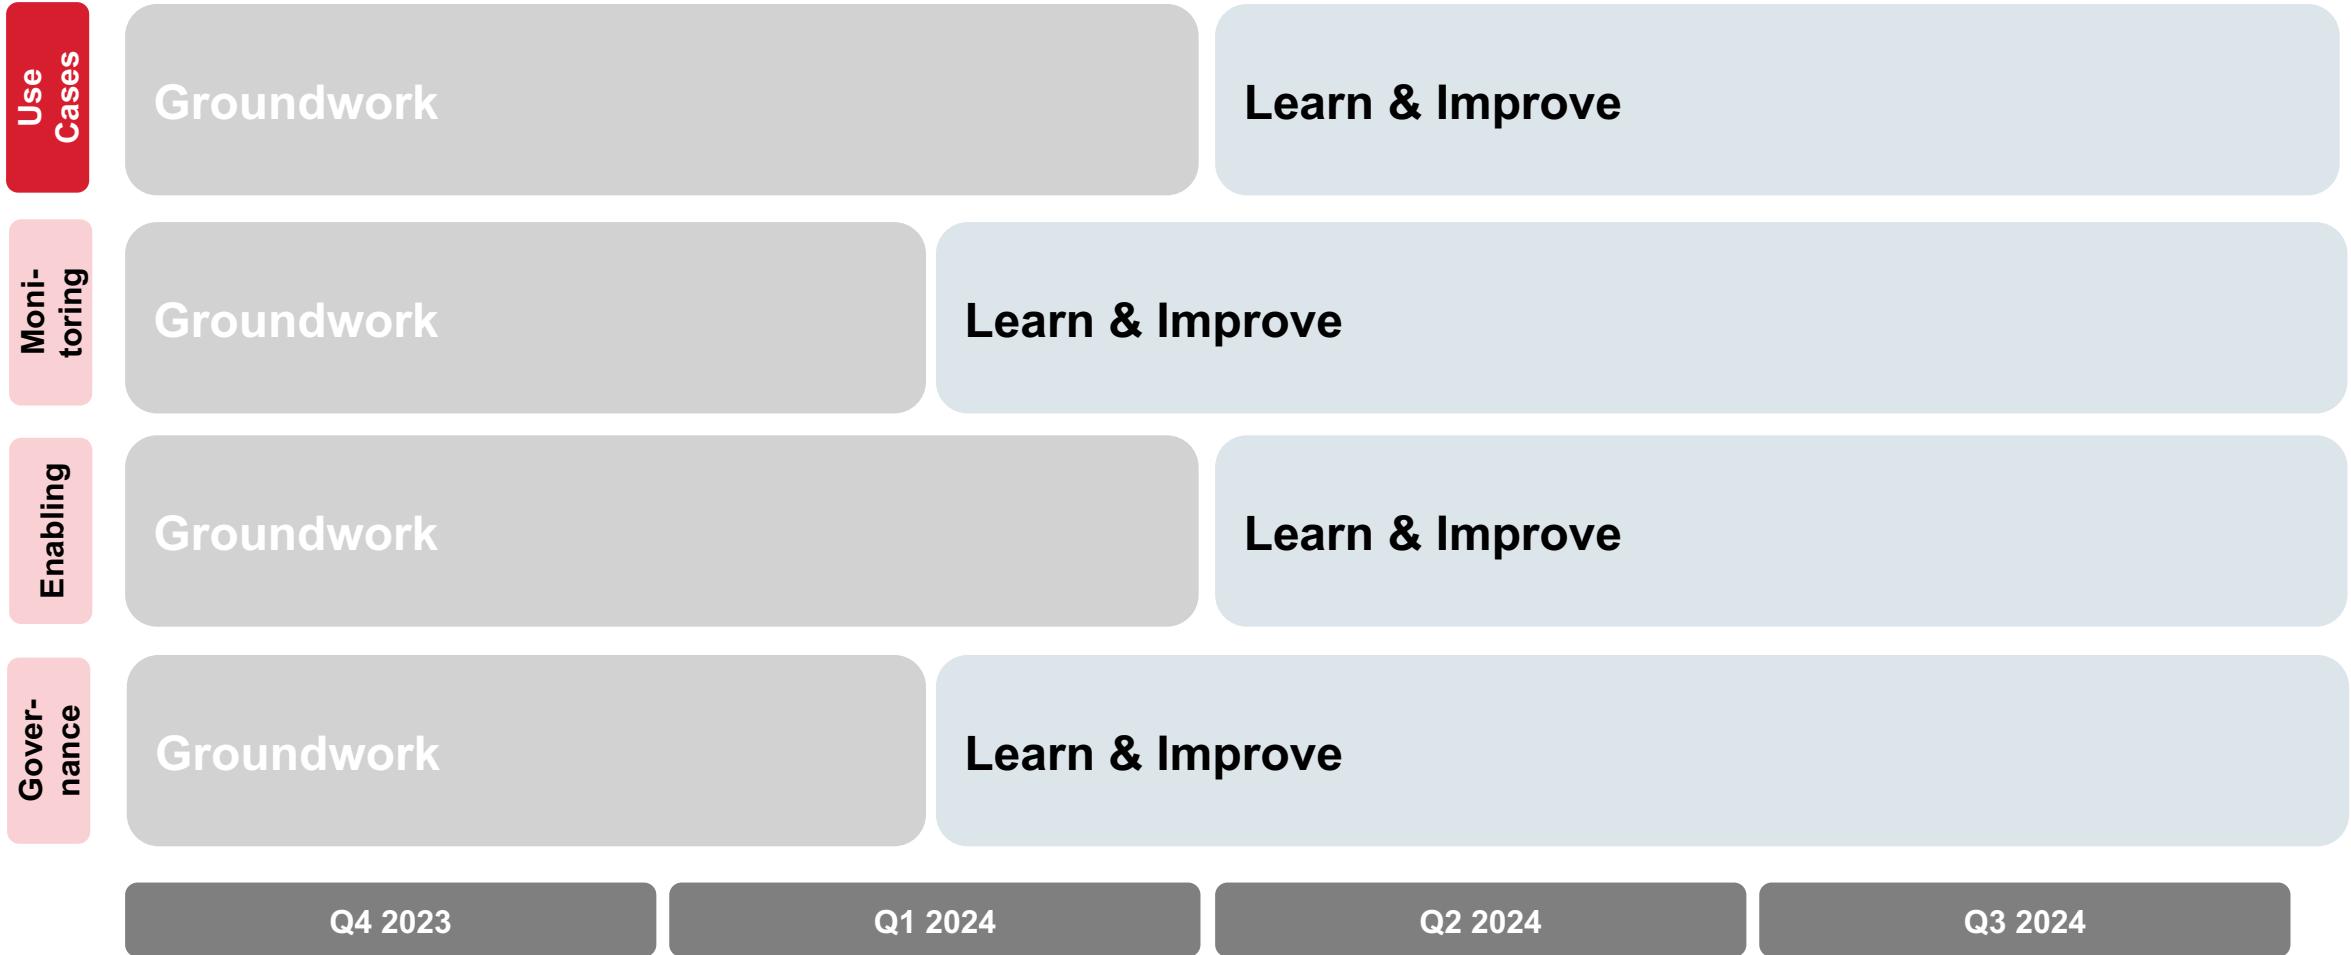 Use
Cases
Groundwork
Learn & Improve
Moni-
toring
Groundwork
Learn & Improve
Enabling
Groundwork
Learn & Improve
Gover-
nance
Groundwork
Learn & Improve
Q4 2023
Q1 2024
Q2 2024
Q3 2024